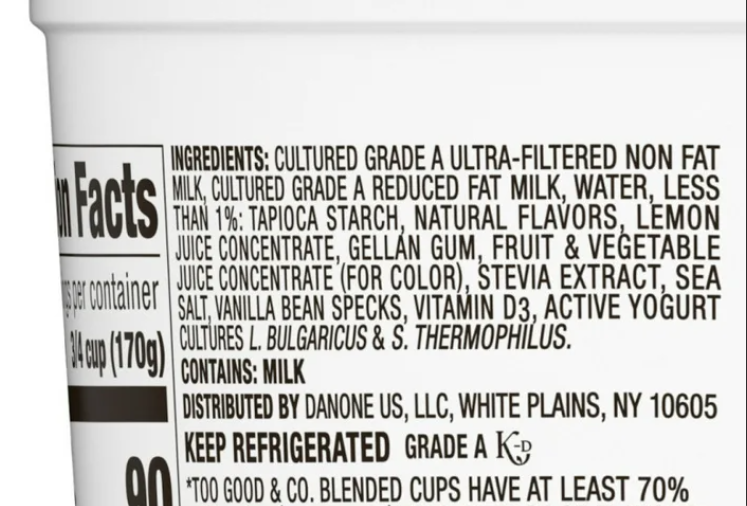 Facts
INGREDIENTS: CULTURED GRADE A ULTRA-FILTERED NON FAT
MILK, CULTURED GRADE A REDUCED FAT MILK, WATER, LESS
THAN 1%: TAPIOCA STARCH, NATURAL FLAVORS, LEMON
JUICE CONCENTRATE, GELLAN GUM, FRUIT & VEGETABLE
JUICE CONCENTRATE (FOR COLOR), STEVIA EXTRACT, SEA
SALT, VANILLA BEAN SPECKS, VITAMIN D3, ACTIVE YOGURT
CULTURES L. BULGARICUS & S. THERMOPHILUS.
CONTAINS: MILK
DISTRIBUTED BY DANONE US, LLC, WHITE PLAINS, NY 10605
KEEP REFRIGERATED GRADE A K-D
*TOO GOOD & CO. BLENDED CUPS HAVE AT LEAST 70%
per container
3/4 cup (170g)
90